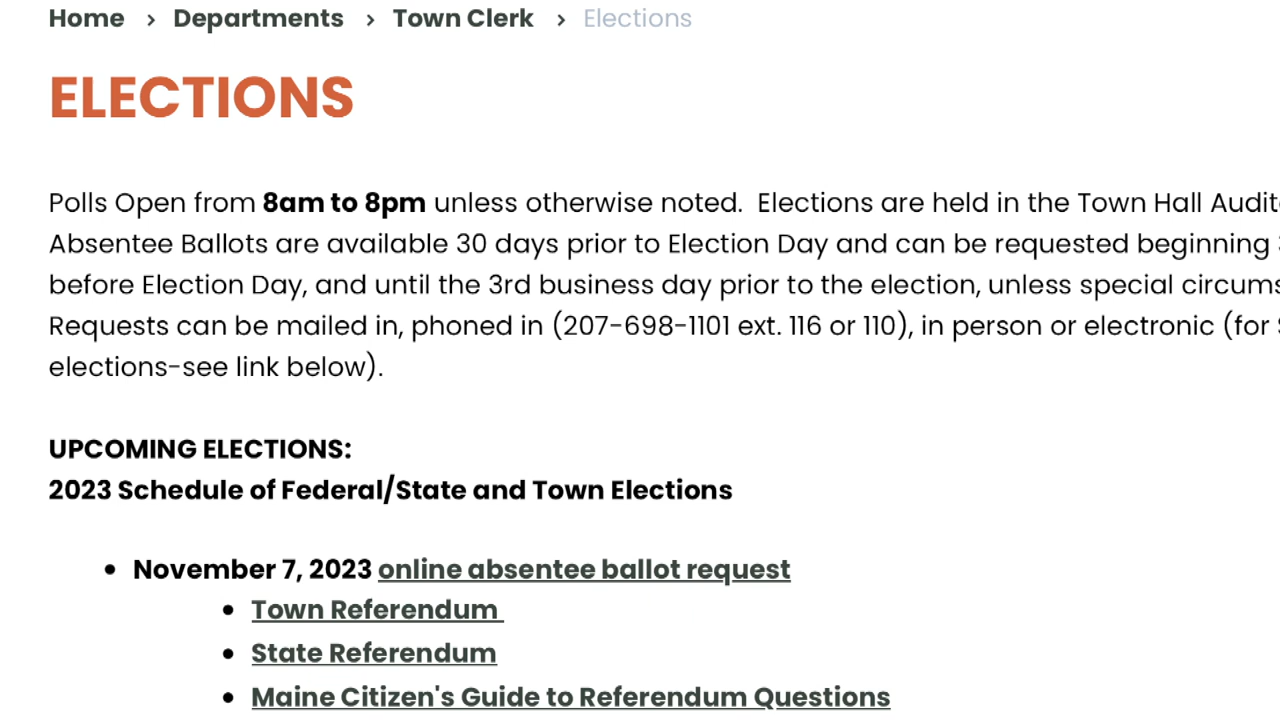 Home > Departments > Town Clerk > Elections
ELECTIONS
Polls Open from 8am to 8pm unless otherwise noted. Elections are held in the Town Hall
Absentee Ballots are available 30 days prior to Election Day and can be requested beginning
before Election Day, and until the 3rd business day prior to the election, unless special
Requests can be mailed in, phoned in (207-698-1101 ext. 116 or 110), in person or electronic (for
elections-see link below).
UPCOMING ELECTIONS:
2023 Schedule of Federal/State and Town Elections
• November 7, 2023 online absentee ballot request
• Town Referendum
• State Referendum
• Maine Citizen's Guide to Referendum Questions